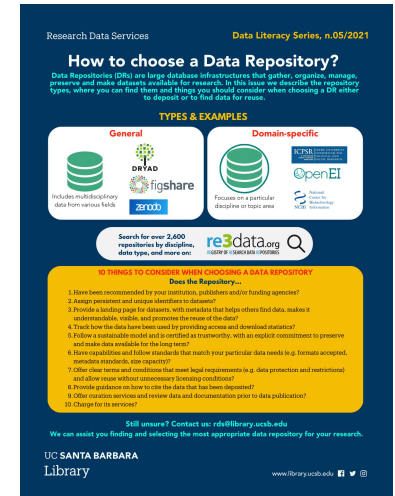 Research Data Services
Data Literacy Series, n.05/2021
How to choose a Data Repository?
Data Repositories (DRs) are large database infrastructures that gather, organize, manage,
preserve and make datasets available for research. In this issue we describe the repository
types, where you can find them and things you should consider when choosing a DR either
to deposit or to find data for reuse.
TYPES & EXAMPLES
General
DRYAD
figshare
zenodo
Includes multidisciplinary
data from various fields
Domain-specific
ICPSR
OpenEI
National
Center for
Biotechnology
Information
NCBI
Focuses on a particular
discipline or topic area
Search for over 2,600
repositories by discipline,
data type, and more on:
re3data.org
REGISTRY OF RESEARCH DATA REPOSITORIES
10 THINGS TO CONSIDER WHEN CHOOSING A DATA REPOSITORY
Does the Repository...
1. Have been recommended by your institution, publishers and/or funding agencies?
2. Assign persistent and unique identifiers to datasets?
3. Provide a landing page for datasets, with metadata that helps others find data, makes it
understandable, visible, and promotes the reuse of the data?
4. Track how the data have been used by providing access and download statistics?
5. Follow a sustainable model and is certified as trustworthy, with an explicit commitment to preserve
and make data available for the long term?
6. Have capabilities and follow standards that match your particular data needs (e.g. formats accepted,
metadata standards, size capacity)?
7. Offer clear terms and conditions that meet legal requirements (e.g. data protection and restrictions)
and allow reuse without unnecessary licensing conditions?
8. Provide guidance on how to cite the data that has been deposited?
9. Offer curation services and review data and documentation prior to data publication?
10. Charge for its services?
Still unsure? Contact us: rds@library.ucsb.edu
We can assist you finding and selecting the most appropriate data repository for your research.
UC SANTA BARBARA
Library
www.library.ucsb.edu